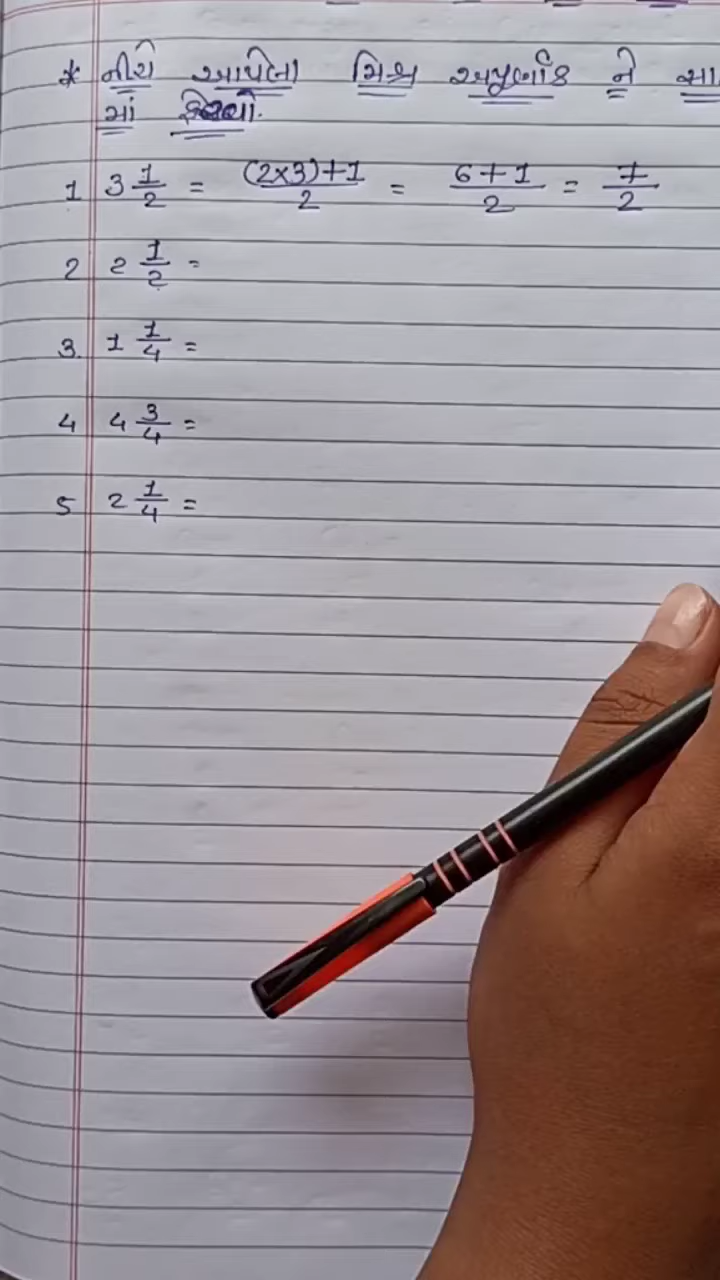 * નીચે આપેલા મિશ્ર અપુર્ણાંક ને સા
માં ફેરવો.
1 3 1/2 = (2×3)+1/2 = 6+1/2 = 7/2
2 2 1/2 =
3. 1 1/4 =
4 4 3/4 =
5 2 1/4 =